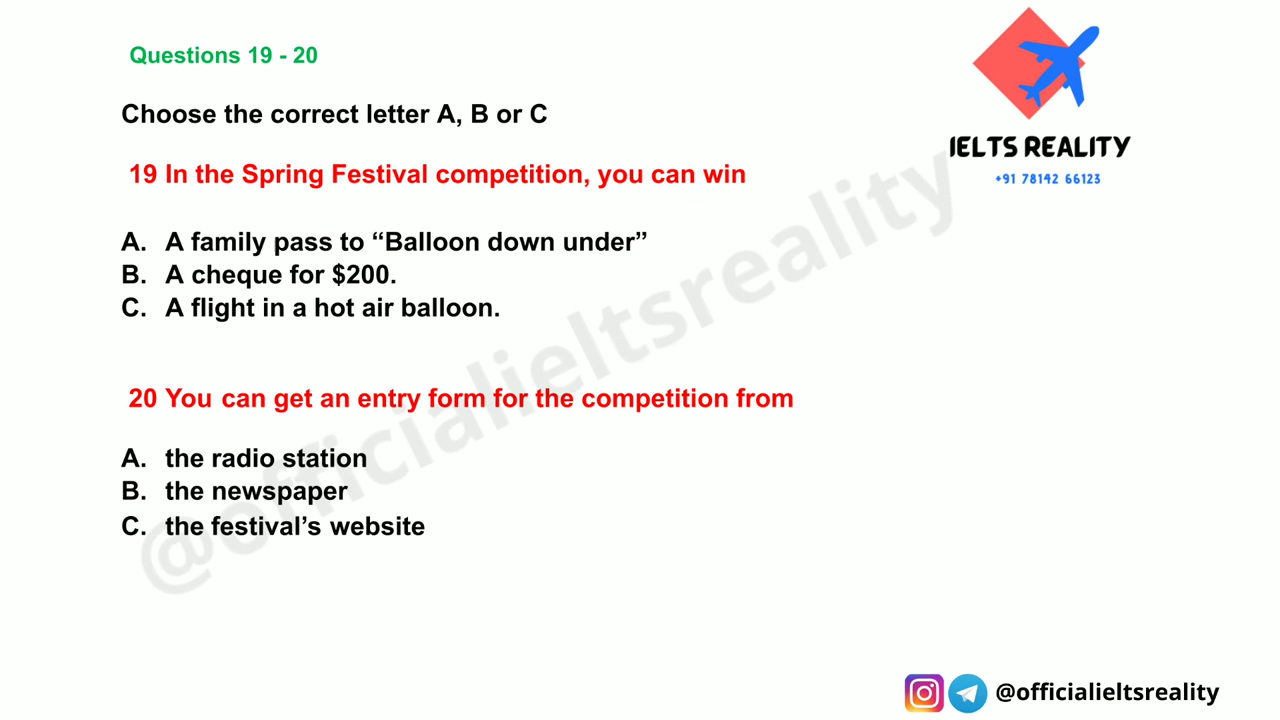 Questions 19 - 20
Choose the correct letter A, B or C
19 In the Spring Festival competition, you can win
A. A family pass to “Balloon down under”
B. A cheque for $200.
C. A flight in a hot air balloon.
20 You can get an entry form for the competition from
A. the radio station
B. the newspaper
C. the festival’s website
IELTS REALITY
+91 78142 66123
@officialieltsreality
@officialieltsreality